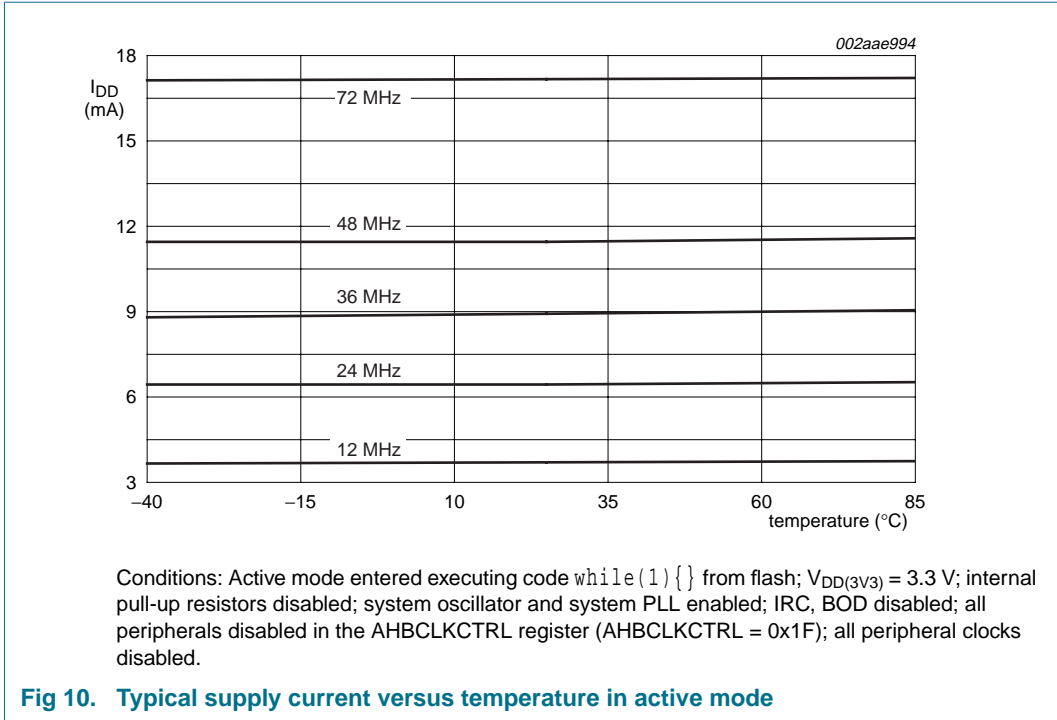 002aae994
18
I_DD
(mA)
72 MHz
15
12
48 MHz
36 MHz
9
24 MHz
6
12 MHz
3
−40 −15 10 35 60 85
temperature (°C)
Conditions: Active mode entered executing code while(1){} from flash; V_DD(3V3) = 3.3 V; internal
pull-up resistors disabled; system oscillator and system PLL enabled; IRC, BOD disabled; all
peripherals disabled in the AHBCLKCTRL register (AHBCLKCTRL = 0x1F); all peripheral clocks
disabled.
Fig 10. Typical supply current versus temperature in active mode